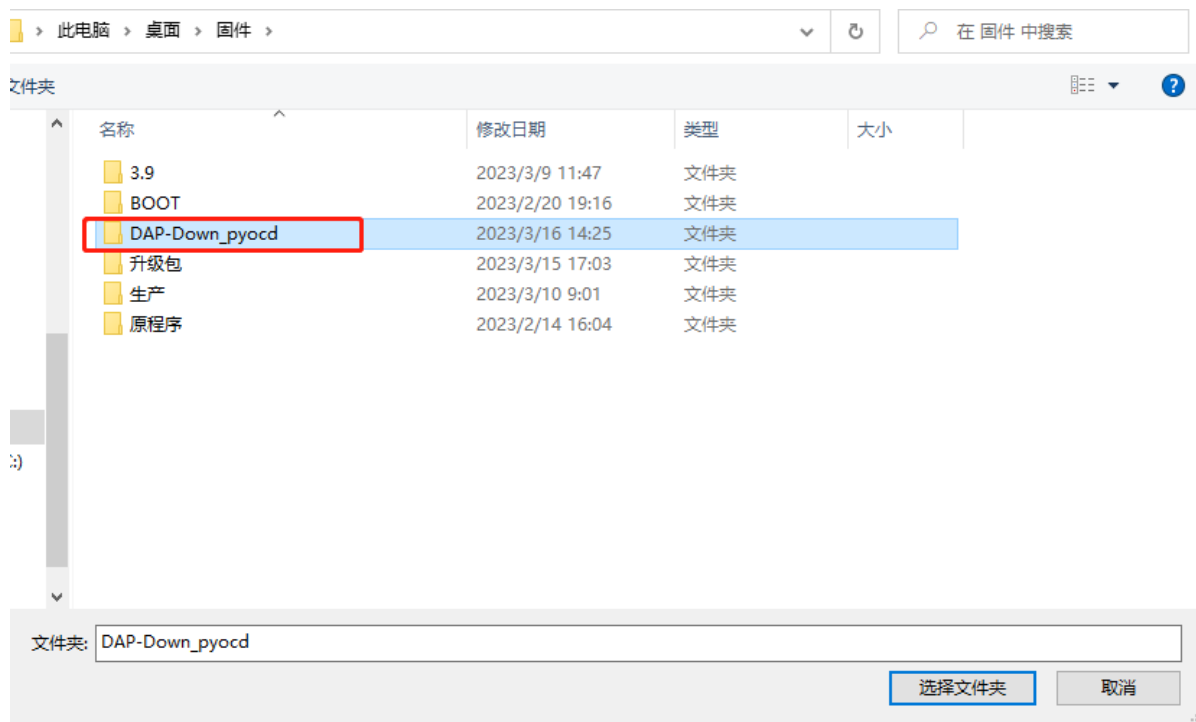 此电脑 › 桌面 › 固件 ›
在 固件 中搜索
文件夹
名称 修改日期 类型 大小
3.9 2023/3/9 11:47 文件夹
BOOT 2023/2/20 19:16 文件夹
DAP-Down_pyocd 2023/3/16 14:25 文件夹
升级包 2023/3/15 17:03 文件夹
生产 2023/3/10 9:01 文件夹
原程序 2023/2/14 16:04 文件夹
:)
文件夹: DAP-Down_pyocd
选择文件夹 取消